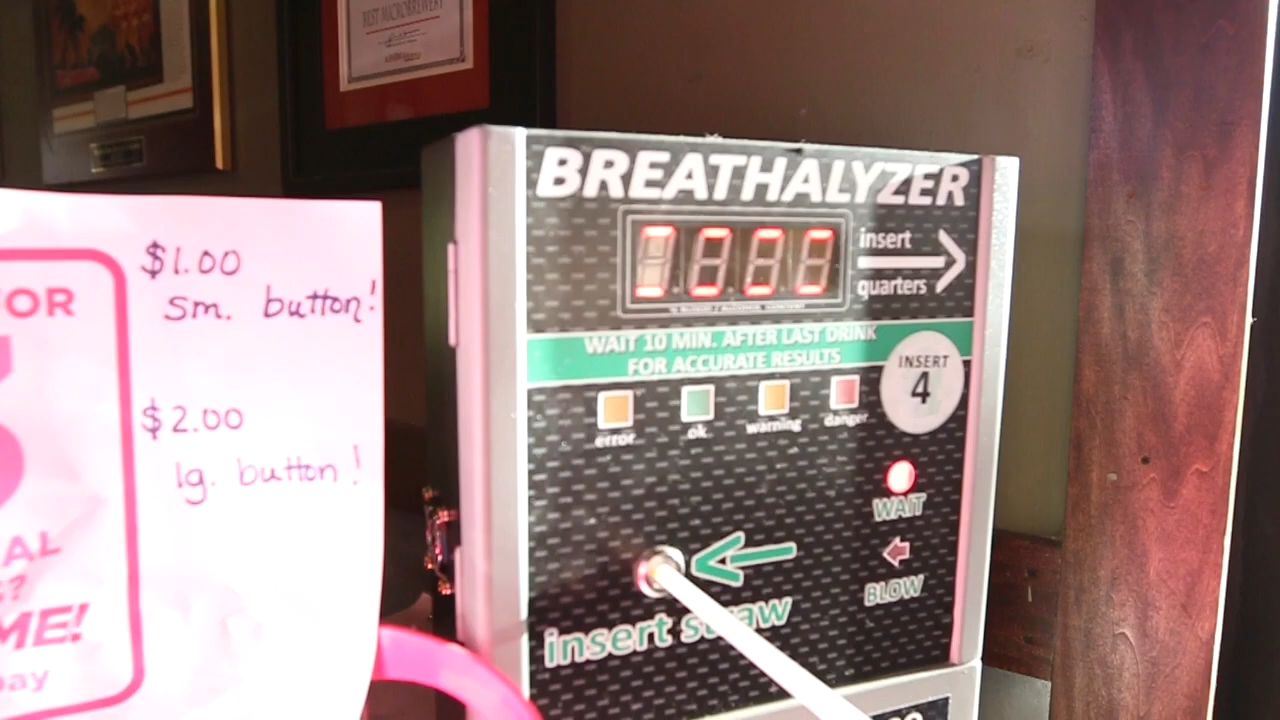 BEST MICROBREWERY
BREATHALYZER
insert
quarters
WAIT 10 MIN. AFTER LAST DRINK
FOR ACCURATE RESULTS
INSERT
4
error
ok
warning
danger
WAIT
BLOW
insert straw
$1.00
sm. button!
$2.00
lg. button!
OR
AL
?
ME!